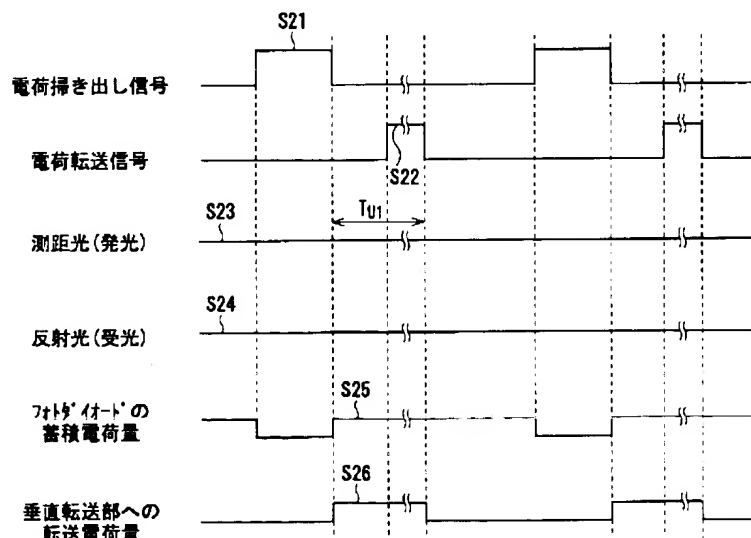 S21
電荷掃き出し信号
電荷転送信号
S22
TU1
S23
測距光(発光)
S24
反射光(受光)
S25
フォトダイオードの
蓄積電荷量
S26
垂直転送部への
転送電荷量